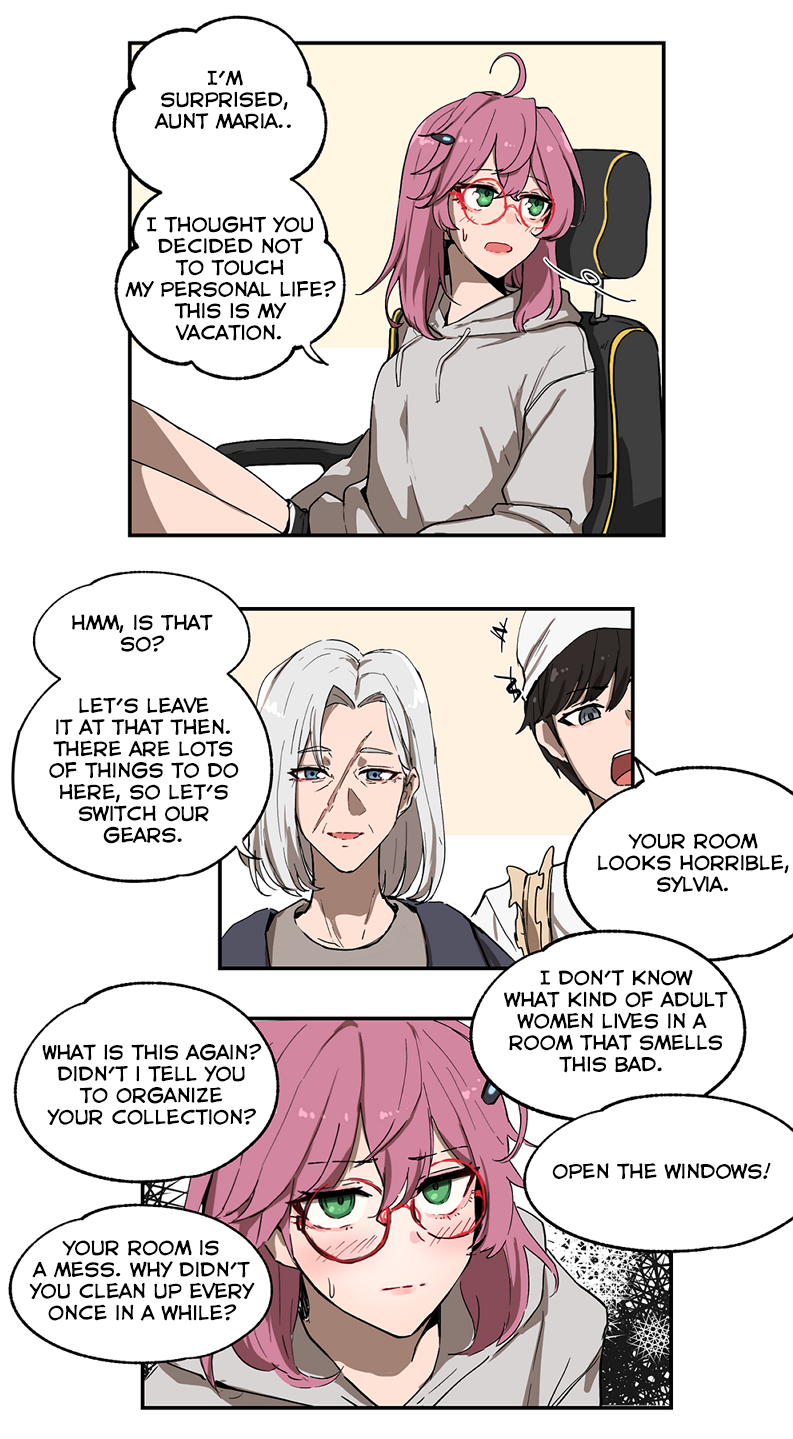 I'M
SURPRISED,
AUNT MARIA..
I THOUGHT YOU
DECIDED NOT
TO TOUCH
MY PERSONAL LIFE?
THIS IS MY
VACATION.
HMM, IS THAT
SO?
LET'S LEAVE
IT AT THAT THEN.
THERE ARE LOTS
OF THINGS TO DO
HERE, SO LET'S
SWITCH OUR
GEARS.
YOUR ROOM
LOOKS HORRIBLE,
SYLVIA.
I DON'T KNOW
WHAT KIND OF ADULT
WOMEN LIVES IN A
ROOM THAT SMELLS
THIS BAD.
WHAT IS THIS AGAIN?
DIDN'T I TELL YOU
TO ORGANIZE
YOUR COLLECTION?
OPEN THE WINDOWS!
YOUR ROOM IS
A MESS. WHY DIDN'T
YOU CLEAN UP EVERY
ONCE IN A WHILE?